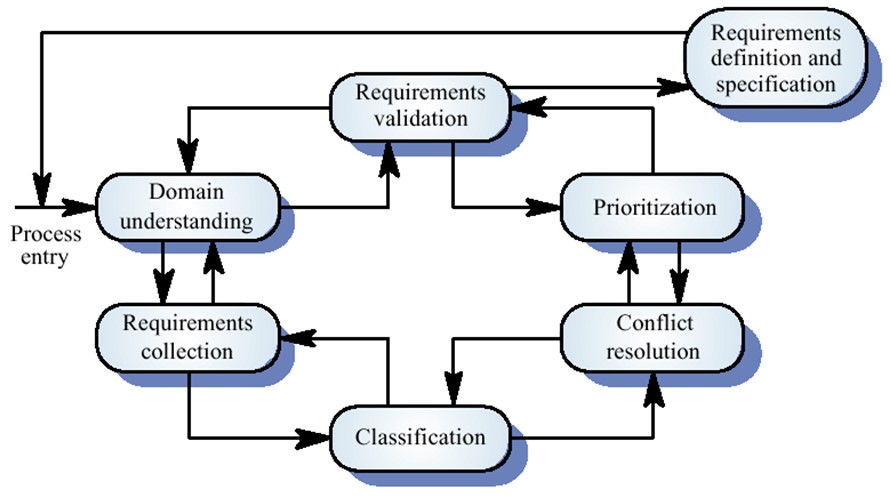 Requirements
definition and
specification
Requirements
validation
Domain
understanding
Prioritization
Process
entry
Requirements
collection
Conflict
resolution
Classification